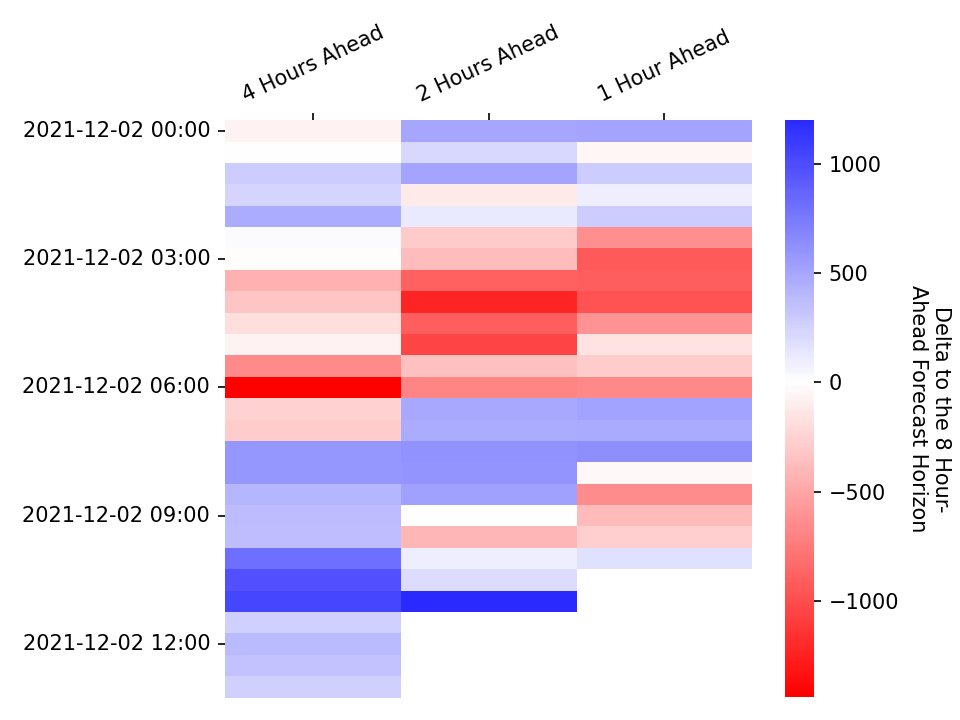 4 Hours Ahead
2 Hours Ahead
1 Hour Ahead
2021-12-02 00:00
2021-12-02 03:00
2021-12-02 06:00
2021-12-02 09:00
2021-12-02 12:00
1000
500
0
−500
−1000
Delta to the 8 Hour-
Ahead Forecast Horizon